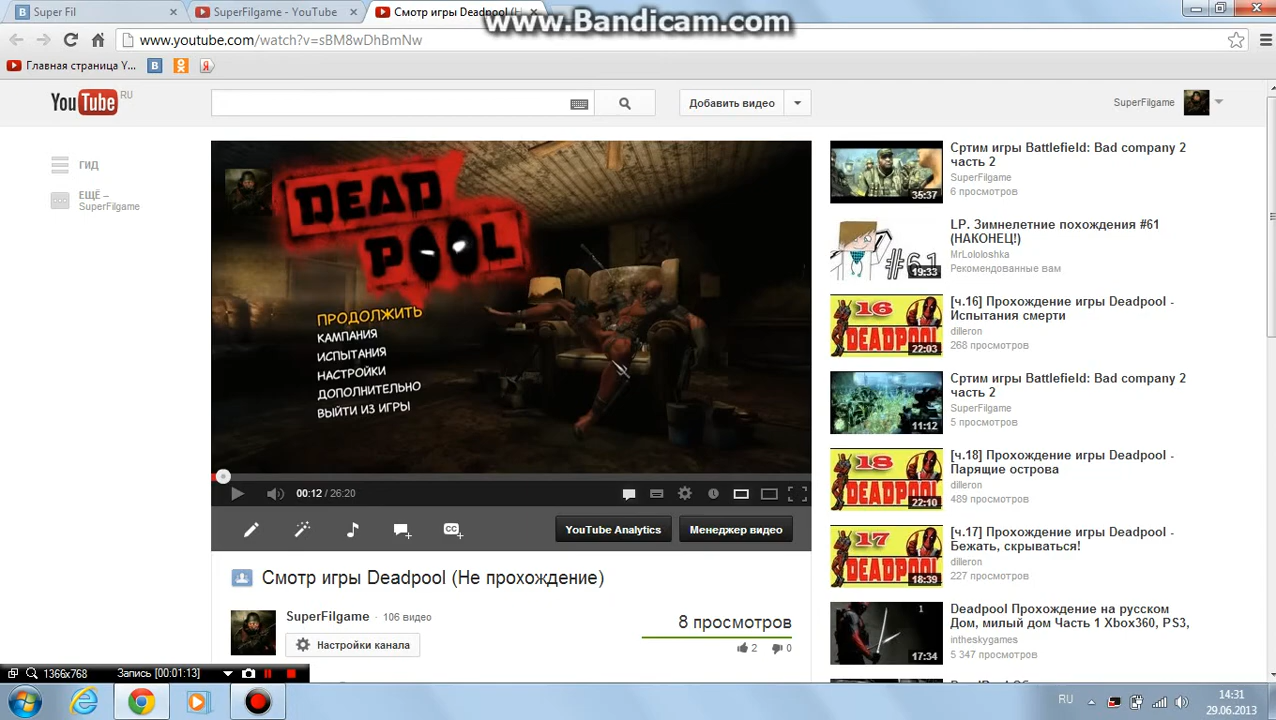 Super Fil
SuperFilgame - YouTube
Смотр игры Deadpool (Н
www.Bandicam.com
www.youtube.com/watch?v=sBM8wDhBmNw
Главная страница Y...
YouTube RU
Добавить видео
SuperFilgame
ГИД
ЕЩЁ –
SuperFilgame
DEAD
POOL
ПРОДОЛЖИТЬ
КАМПАНИЯ
ИСПЫТАНИЯ
НАСТРОЙКИ
ДОПОЛНИТЕЛЬНО
ВЫЙТИ ИЗ ИГРЫ
00:12 / 26:20
YouTube Analytics
Менеджер видео
Смотр игры Deadpool (Не прохождение)
SuperFilgame - 106 видео
8 просмотров
Настройки канала
2 0
Сртим игры Battlefield: Bad company 2
часть 2
SuperFilgame
6 просмотров
35:37
LP. Зимнелетние похождения #61
(НАКОНЕЦ!)
MrLololoshka
Рекомендованные вам
#61
19:33
[ч.16] Прохождение игры Deadpool -
Испытания смерти
dilleron
268 просмотров
16
DEADPOOL
22:03
Сртим игры Battlefield: Bad company 2
часть 2
SuperFilgame
5 просмотров
11:12
[ч.18] Прохождение игры Deadpool -
Парящие острова
dilleron
489 просмотров
18
DEADPOOL
22:10
[ч.17] Прохождение игры Deadpool -
Бежать, скрываться!
dilleron
227 просмотров
17
DEADPOOL
18:39
Deadpool Прохождение на русском
Дом, милый дом Часть 1 Xbox360, PS3,
intheskygames
5 347 просмотров
1
17:34
1366x768
Запись [00:01:13]
RU
14:31
29.06.2013